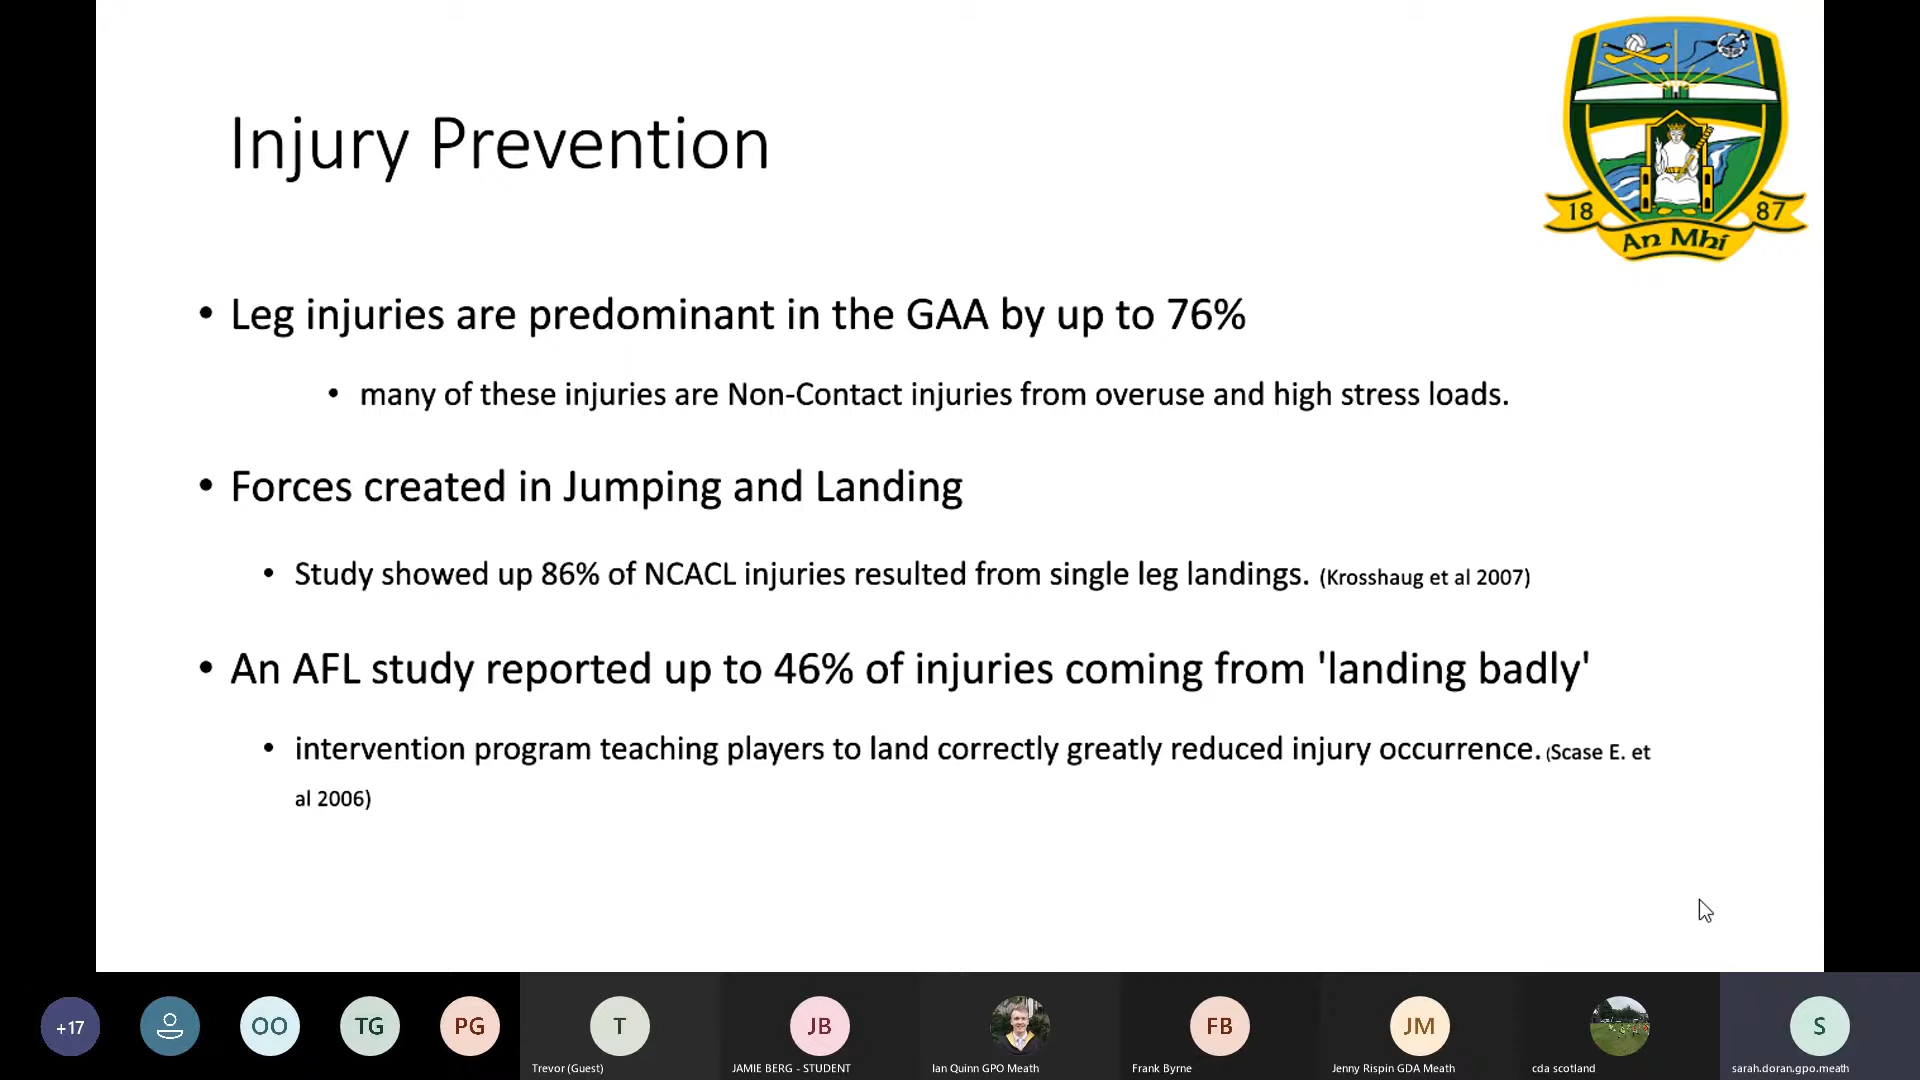 Injury Prevention
18 87
An Mhí
• Leg injuries are predominant in the GAA by up to 76%
• many of these injuries are Non-Contact injuries from overuse and high stress loads.
• Forces created in Jumping and Landing
• Study showed up 86% of NCACL injuries resulted from single leg landings. (Krosshaug et al 2007)
• An AFL study reported up to 46% of injuries coming from 'landing badly'
• intervention program teaching players to land correctly greatly reduced injury occurrence. (Scase E. et
al 2006)
+17 OO TG PG T JB FB JM S
Trevor (Guest) JAMIE BERG - STUDENT Ian Quinn GPO Meath Frank Byrne Jenny Rispin GDA Meath cda scotland sarah.doran.gpo.meath